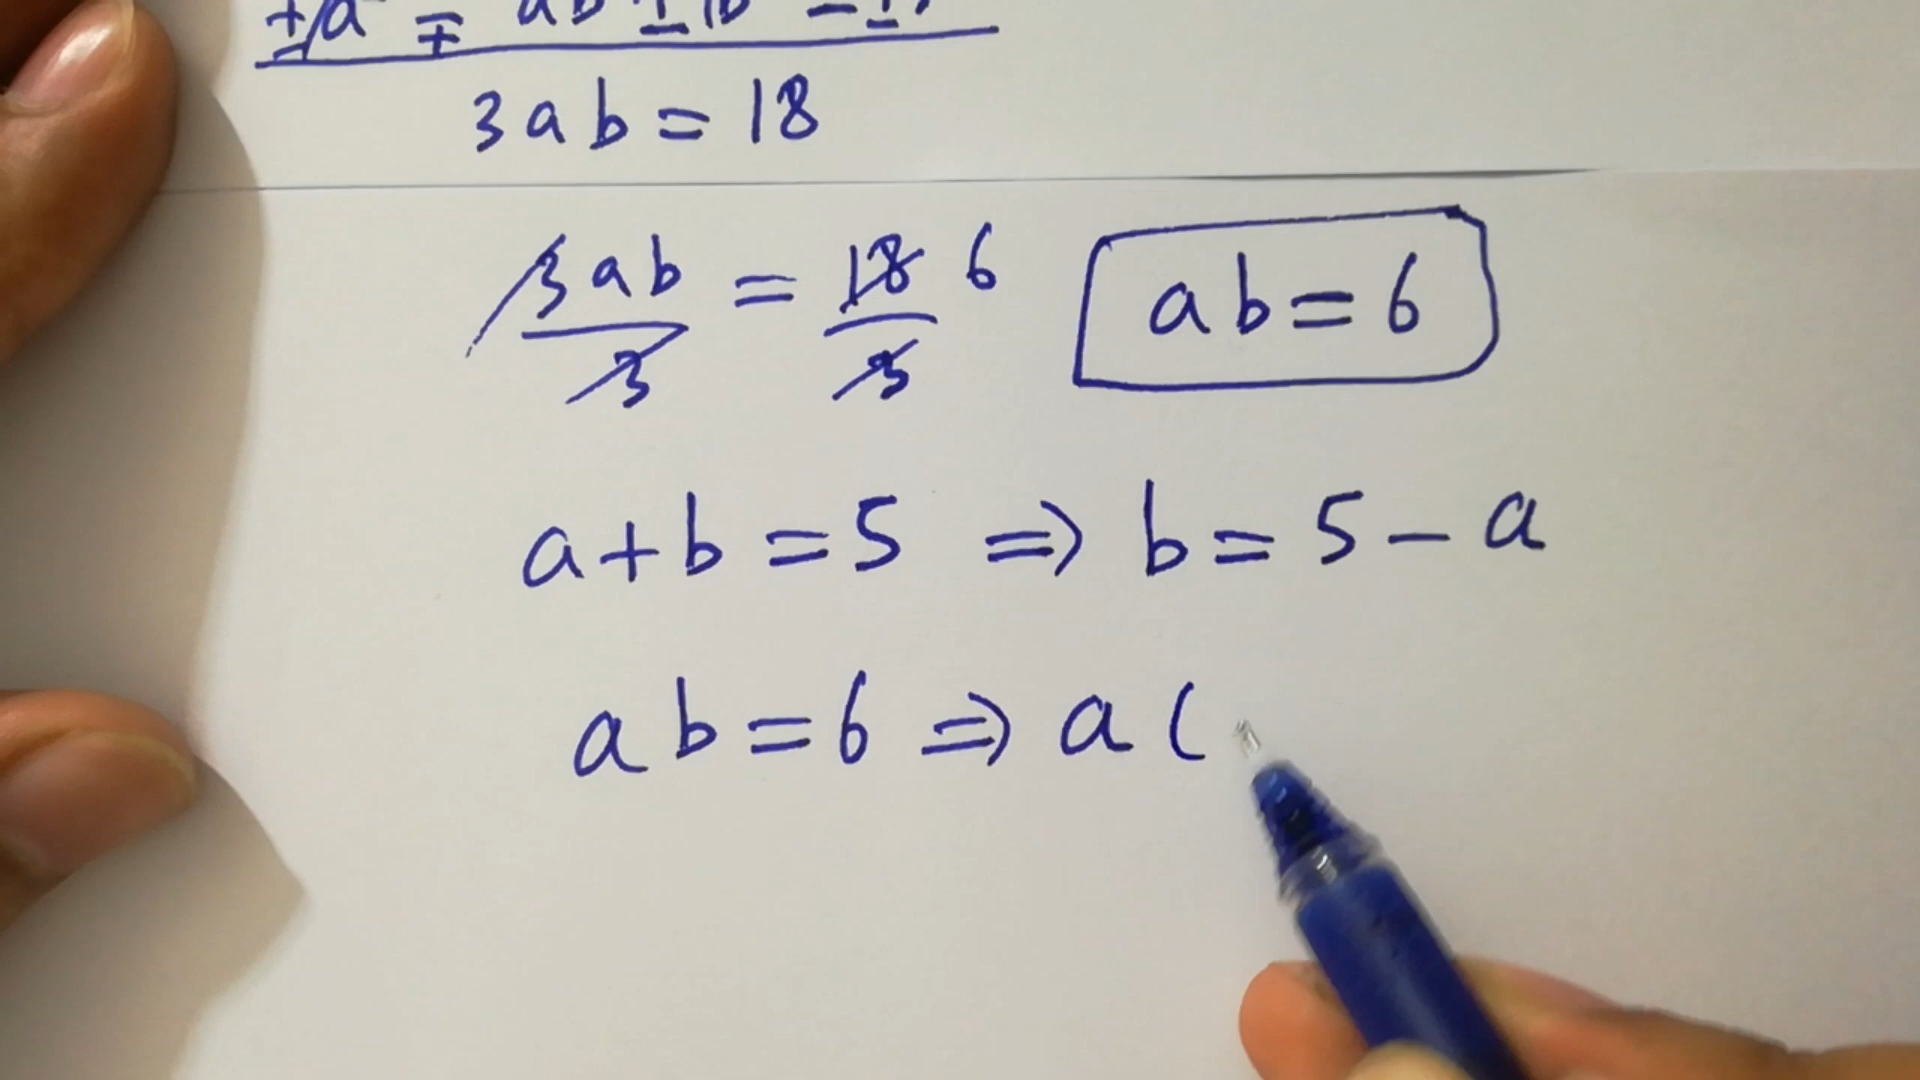 3ab = 18
3ab/3 = 18/3 6 ab = 6
a + b = 5 ⇒ b = 5 - a
ab = 6 ⇒ a (